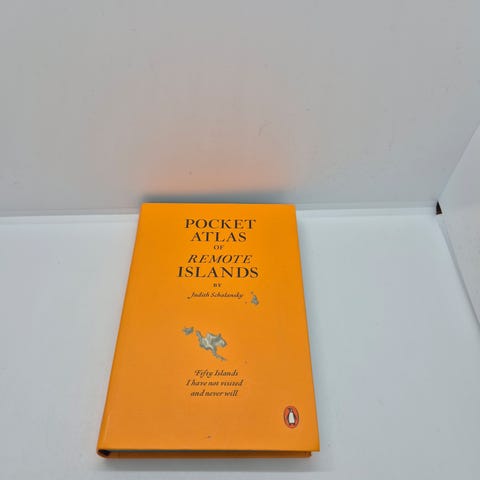 POCKET
ATLAS
OF
REMOTE
ISLANDS
BY
Judith Schalansky
Fifty Islands
I have not visited
and never will